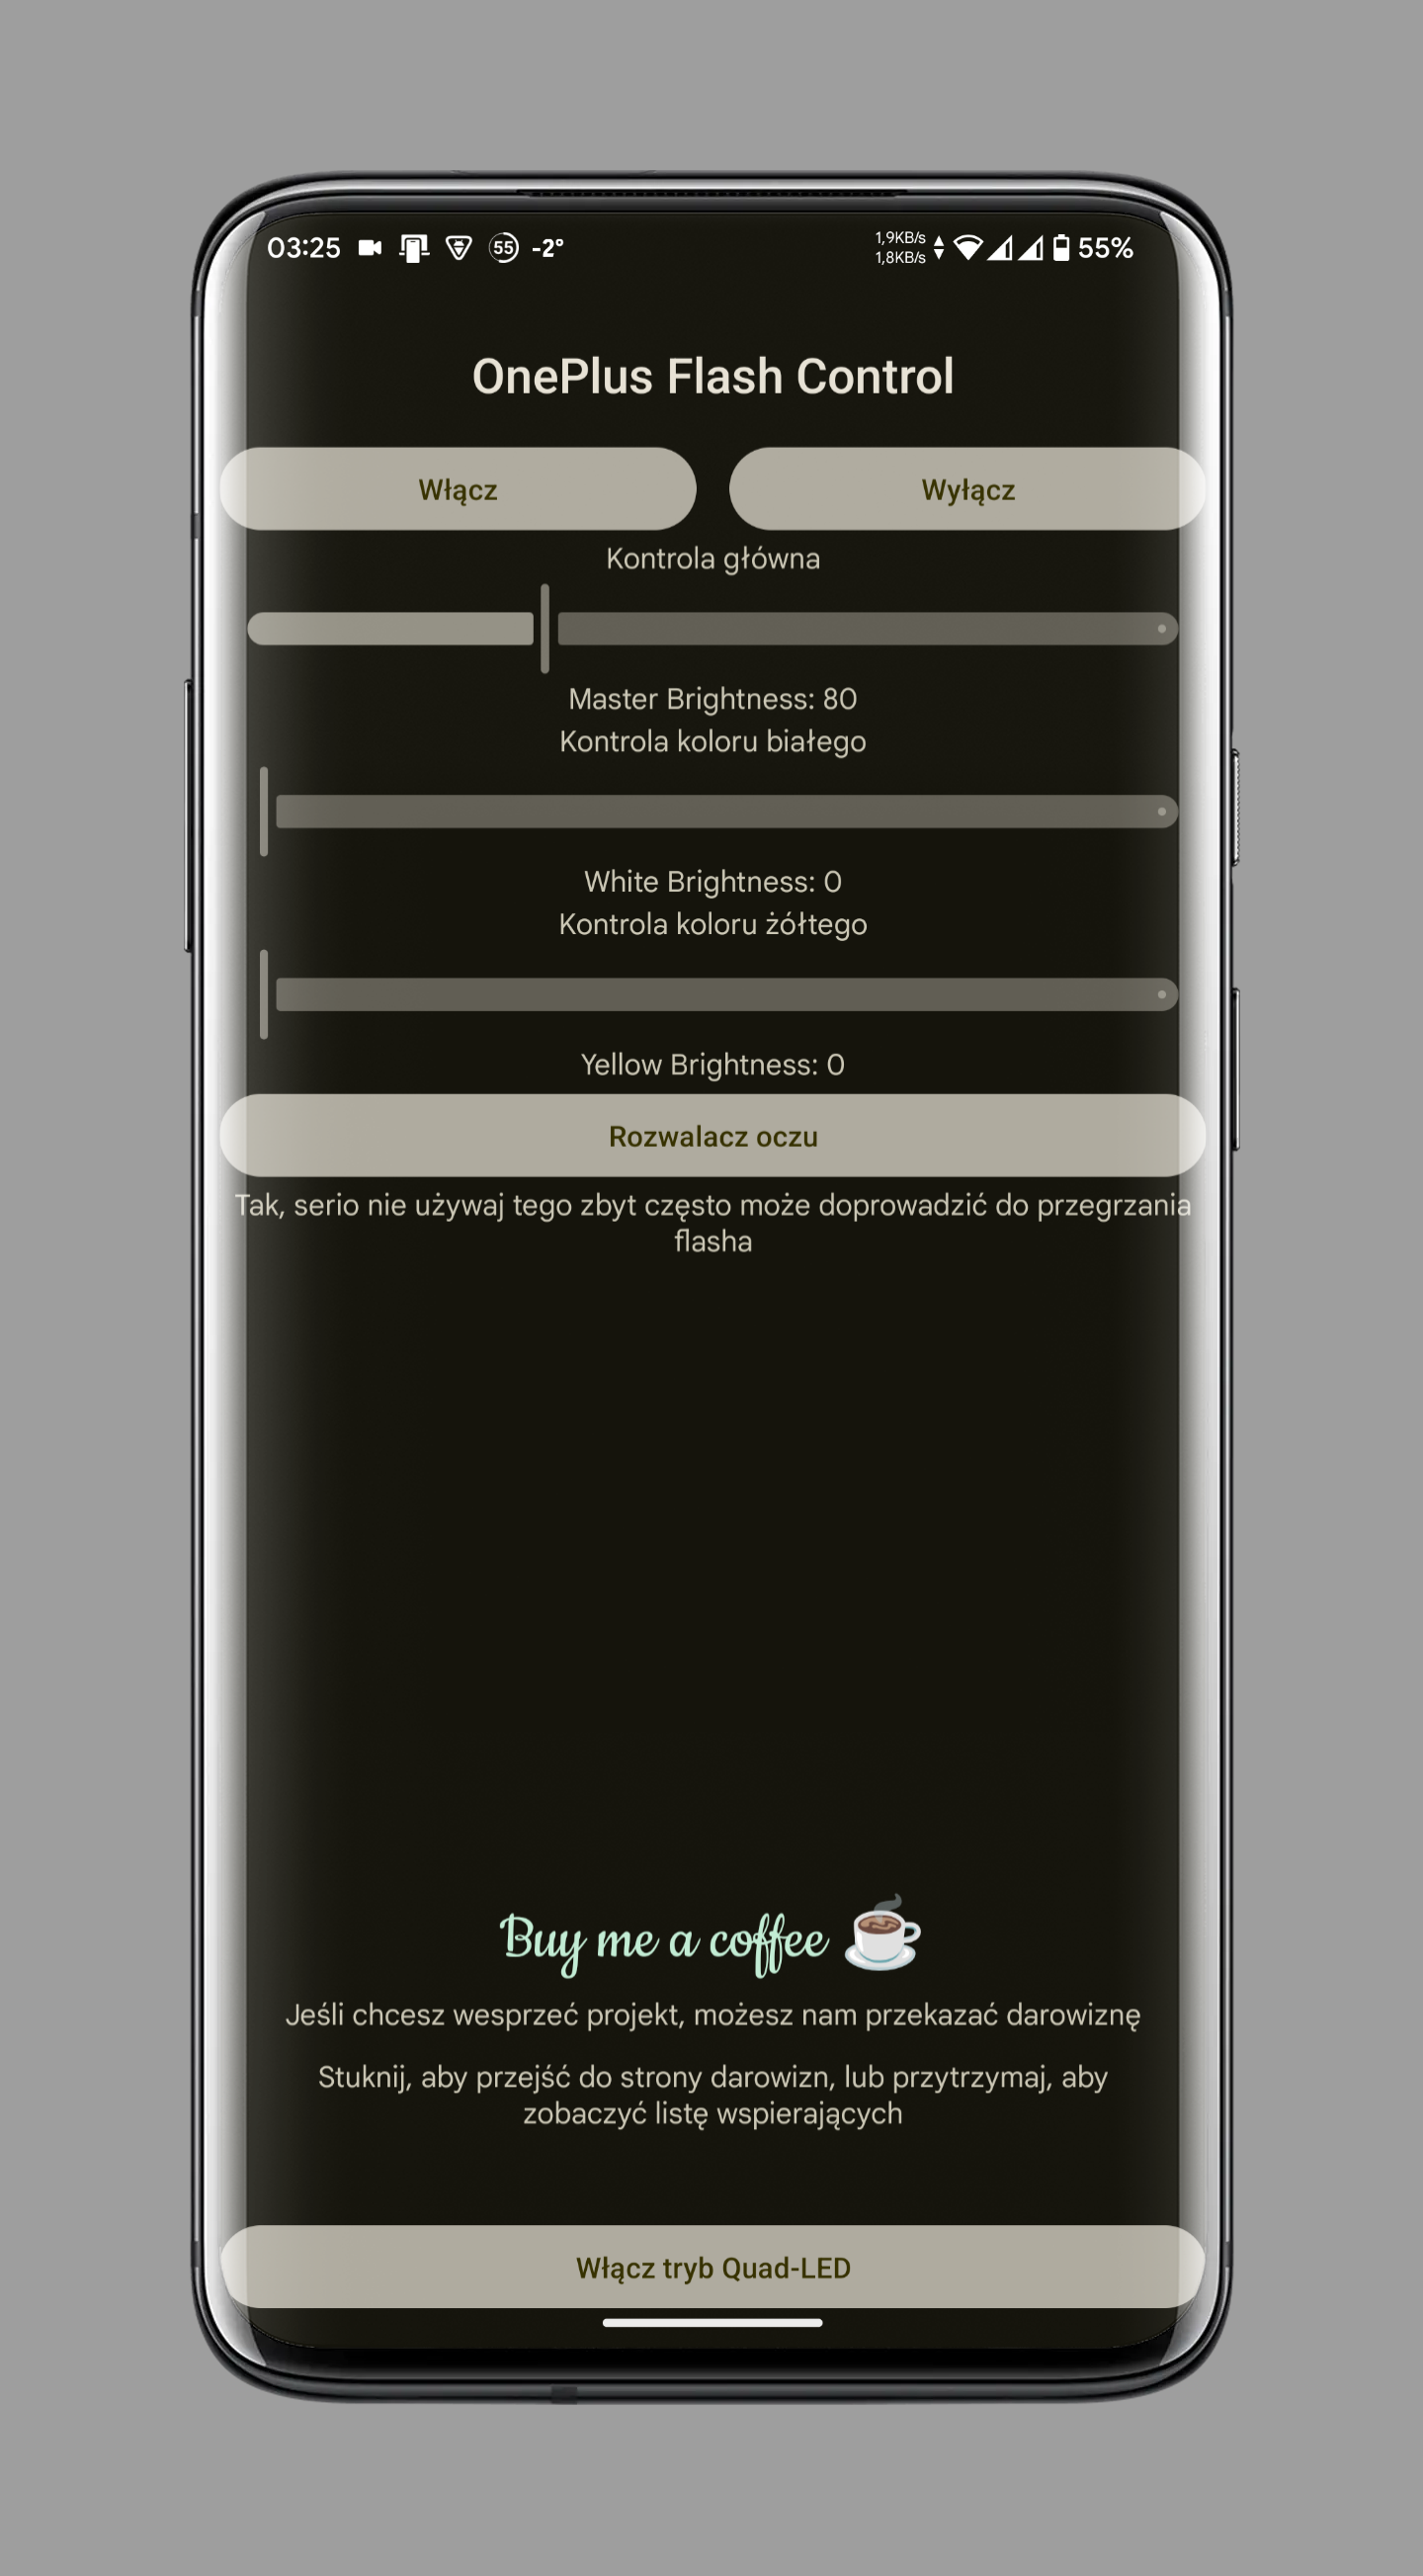 03:25 55 -2° 1,9KB/s 55%
1,8KB/s
OnePlus Flash Control
Włącz Wyłącz
Kontrola główna
Master Brightness: 80
Kontrola koloru białego
White Brightness: 0
Kontrola koloru żółtego
Yellow Brightness: 0
Rozwalacz oczu
Tak, serio nie używaj tego zbyt często może doprowadzić do przegrzania
flasha
Buy me a coffee
Jeśli chcesz wesprzeć projekt, możesz nam przekazać darowiznę
Stuknij, aby przejść do strony darowizn, lub przytrzymaj, aby
zobaczyć listę wspierających
Włącz tryb Quad-LED